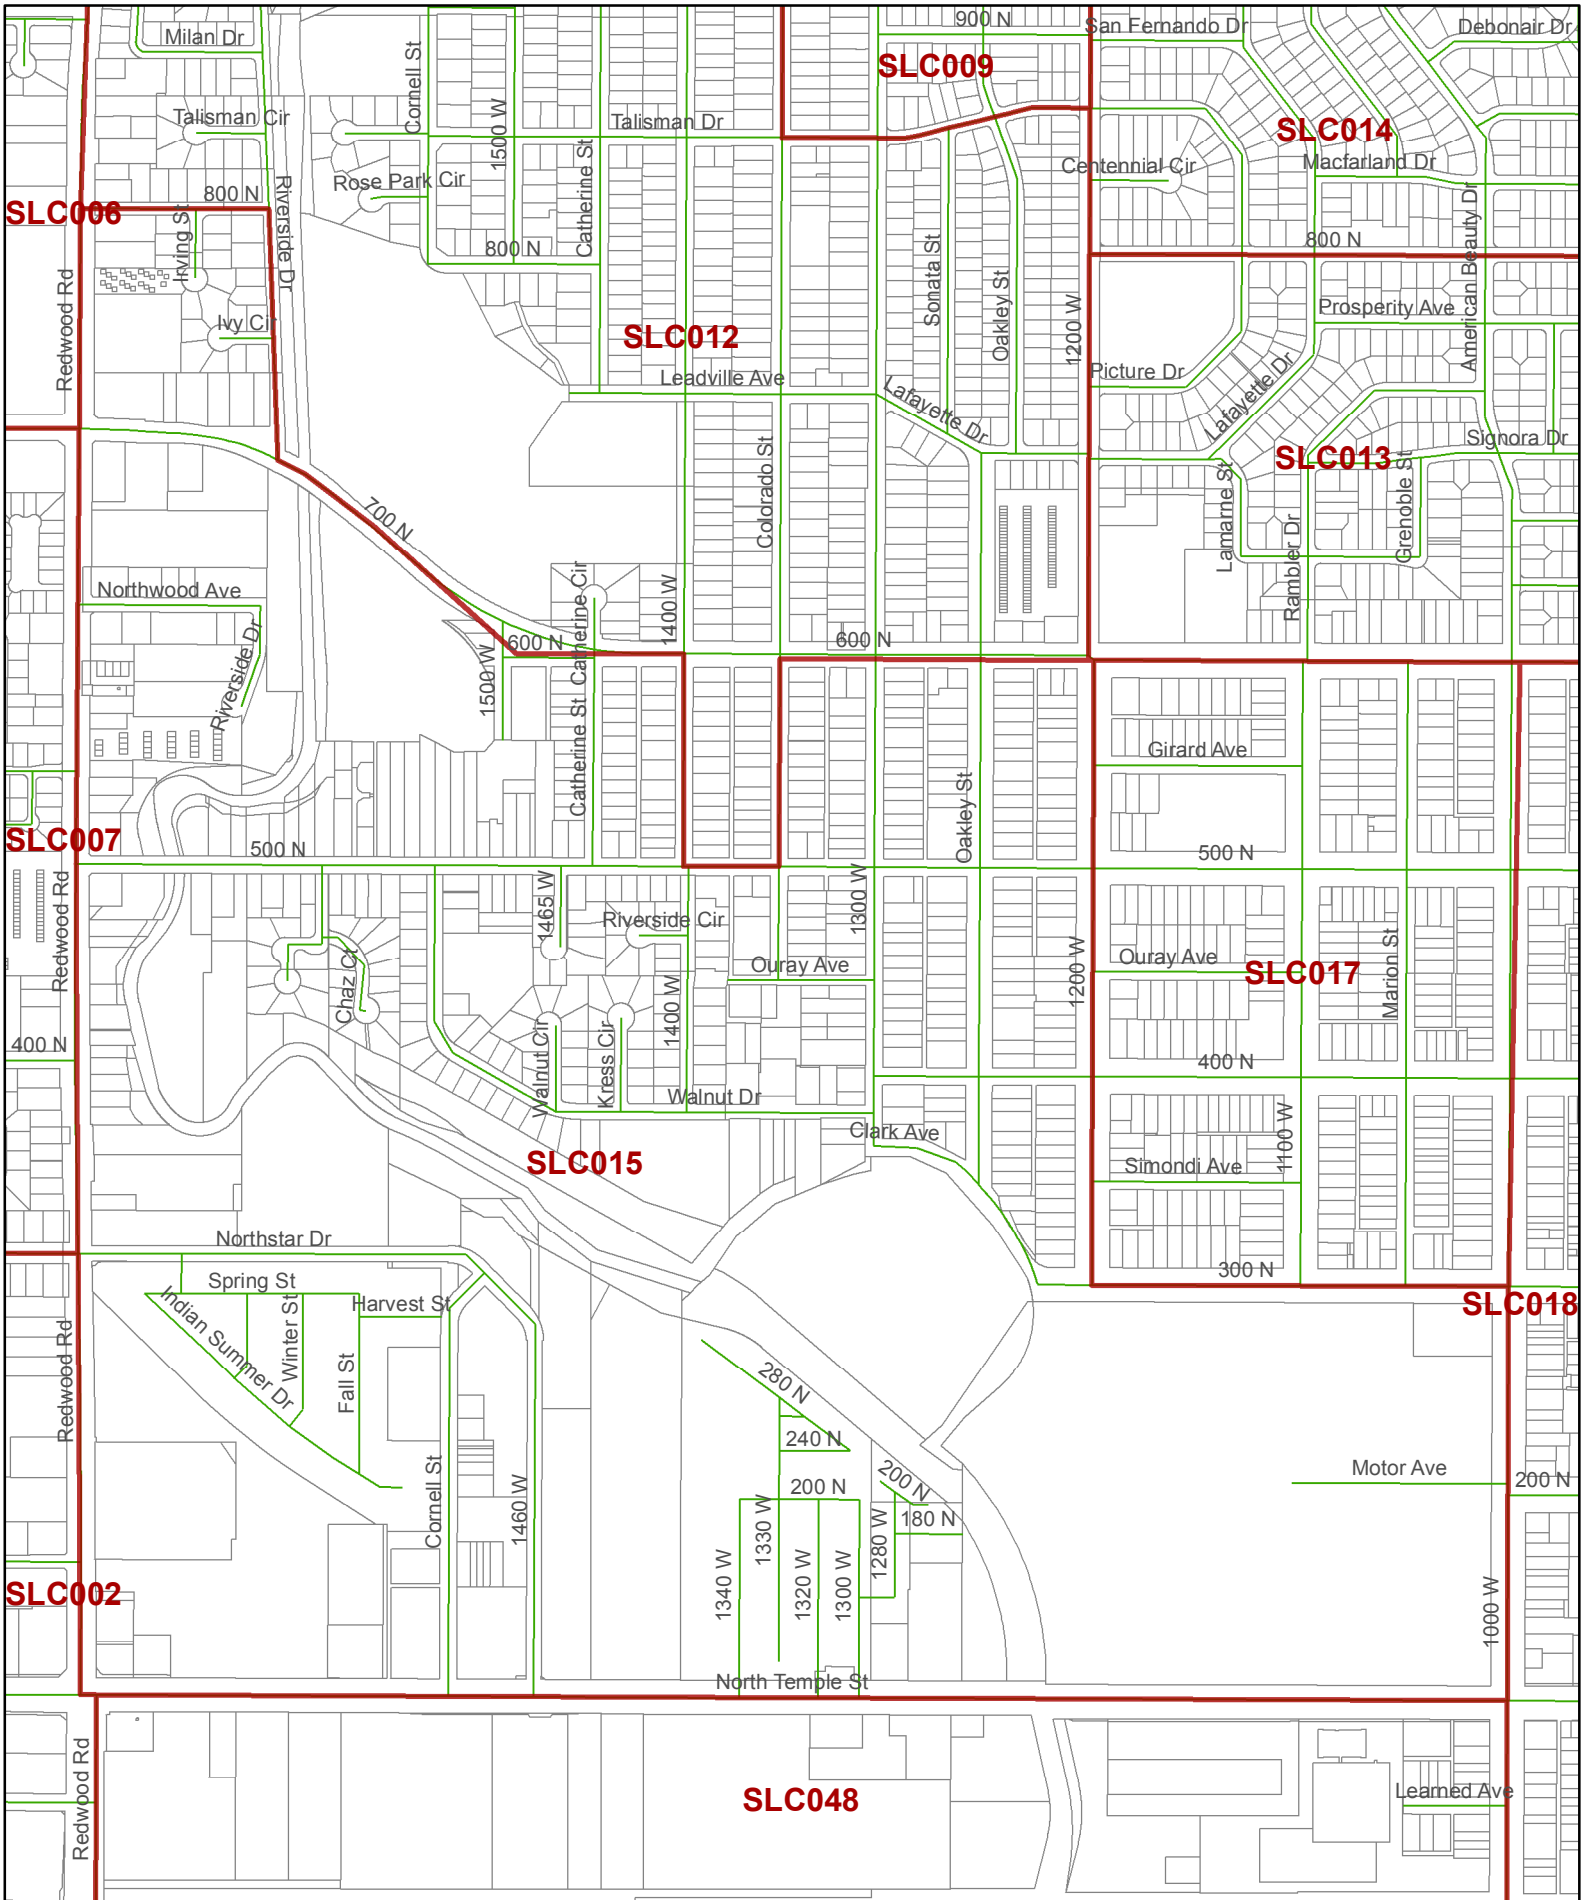 900 N
San Fernando Dr
Debonair Dr
Milan Dr
Cornell St
SLC009
Talisman Cir
1500 W
Talisman Dr
SLC014
Macfarland Dr
Centennial Cir
Rose Park Cir
Catherine St
800 N
Riverside Dr
American Beauty Dr
SLC006
Irving St
800 N
Sonata St
Oakley St
800 N
Redwood Rd
Ivy Cir
SLC012
1200 W
Prosperity Ave
Leadville Ave
Lafayette Dr
Picture Dr
Lafayette Dr
Signora Dr
SLC013
Colorado St
Lamarne St
Grenoble St
700 N
Rambler Dr
Northwood Ave
Catherine Cir
1400 W
600 N
600 N
Riverside Dr
1500 W
Catherine St
Girard Ave
Oakley St
SLC007
500 N
500 N
Redwood Rd
1465 W
Riverside Cir
1300 W
Ouray Ave
Ouray Ave
SLC017
Marion St
Chaz Ct
1400 W
1200 W
400 N
Walnut Cir
Kress Cir
400 N
Walnut Dr
Clark Ave
1100 W
SLC015
Simondi Ave
Northstar Dr
300 N
Spring St
Harvest St
SLC018
Indian Summer Dr
Winter St
Redwood Rd
Fall St
280 N
240 N
Cornell St
1460 W
200 N
200 N
Motor Ave
200 N
180 N
1330 W
1280 W
1340 W
1320 W
1300 W
SLC002
1000 W
North Temple St
Redwood Rd
SLC048
Learned Ave